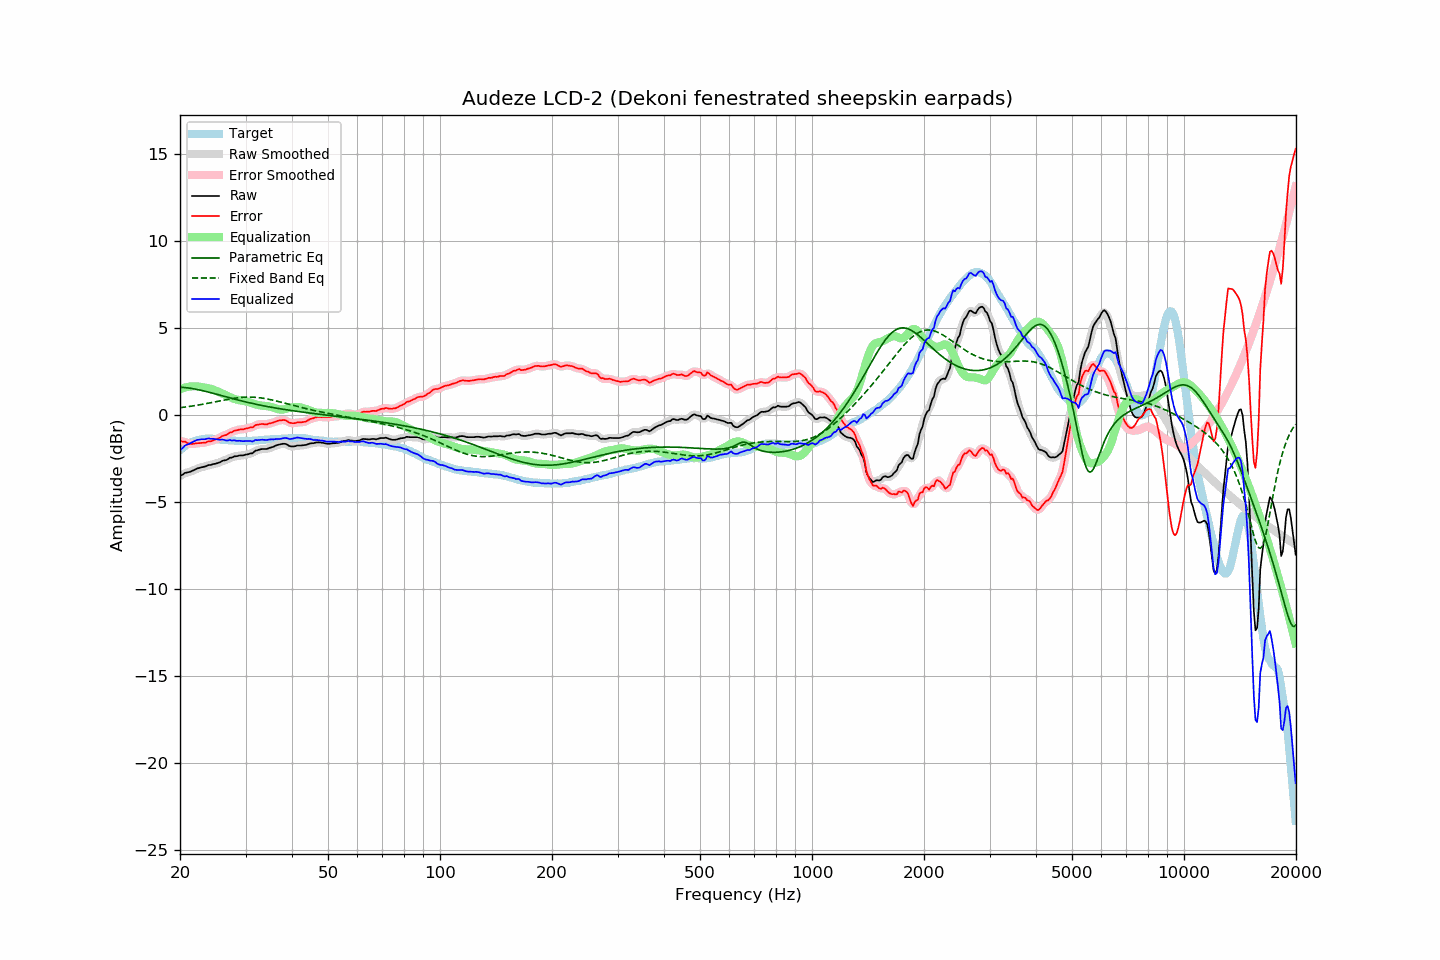 Audeze LCD-2 (Dekoni fenestrated sheepskin earpads)
Target
Raw Smoothed
Error Smoothed
Raw
Error
Equalization
Parametric Eq
Fixed Band Eq
Equalized
Amplitude (dBr)
15
10
5
0
−5
−10
−15
−20
−25
20
50
100
200
500
1000
2000
5000
10000
20000
Frequency (Hz)